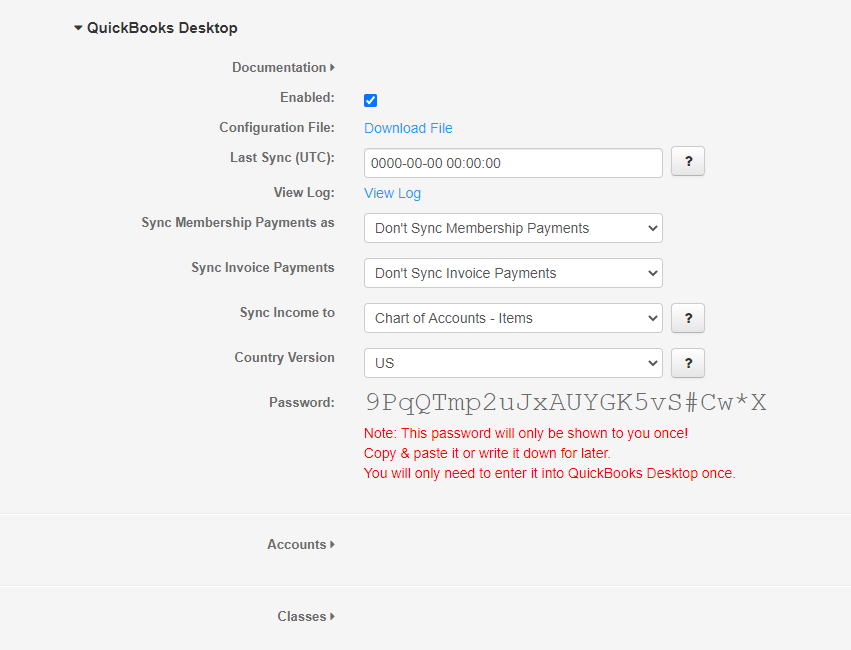 QuickBooks Desktop
Documentation
Enabled:
Configuration File: Download File
Last Sync (UTC): 0000-00-00 00:00:00 ?
View Log: View Log
Sync Membership Payments as Don't Sync Membership Payments
Sync Invoice Payments Don't Sync Invoice Payments
Sync Income to Chart of Accounts - Items ?
Country Version US ?
Password: 9PqQTmp2uJxAUYGK5vS#Cw*X
Note: This password will only be shown to you once!
Copy & paste it or write it down for later.
You will only need to enter it into QuickBooks Desktop once.
Accounts
Classes